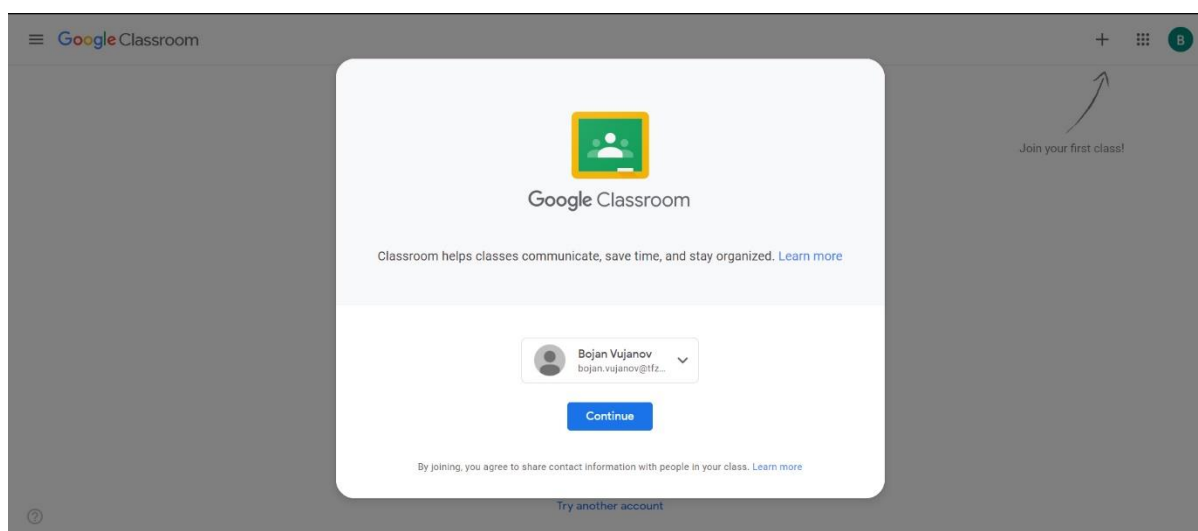 Google Classroom
B
Join your first class!
Google Classroom
Classroom helps classes communicate, save time, and stay organized. Learn more
Bojan Vujanov
bojan.vujanov@tfz...
Continue
By joining, you agree to share contact information with people in your class. Learn more
Try another account